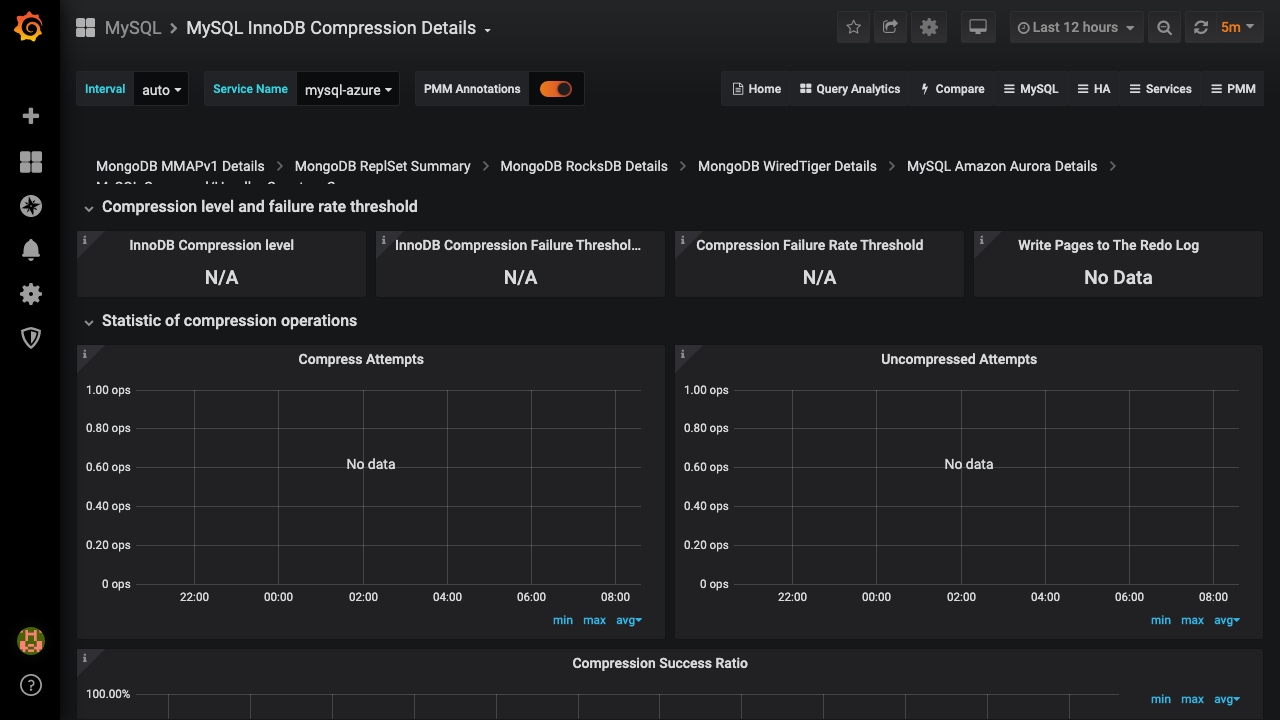 MySQL > MySQL InnoDB Compression Details
Last 12 hours
5m
Interval auto Service Name mysql-azure PMM Annotations
Home Query Analytics Compare MySQL HA Services PMM
MongoDB MMAPv1 Details > MongoDB ReplSet Summary > MongoDB RocksDB Details > MongoDB WiredTiger Details > MySQL Amazon Aurora Details >
Compression level and failure rate threshold
InnoDB Compression level
N/A
InnoDB Compression Failure Threshol...
N/A
Compression Failure Rate Threshold
N/A
Write Pages to The Redo Log
No Data
Statistic of compression operations
Compress Attempts
1.00 ops
0.80 ops
0.60 ops
0.40 ops
0.20 ops
0 ops
No data
22:00 00:00 02:00 04:00 06:00 08:00
min max avg
Uncompressed Attempts
1.00 ops
0.80 ops
0.60 ops
0.40 ops
0.20 ops
0 ops
No data
22:00 00:00 02:00 04:00 06:00 08:00
min max avg
Compression Success Ratio
100.00%
min max avg